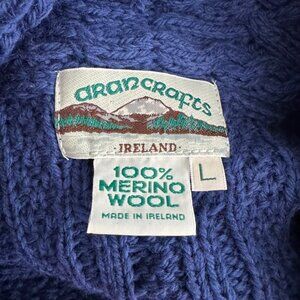 arancrafts
·IRELAND·
100%
MERINO
WOOL
MADE IN IRELAND
L